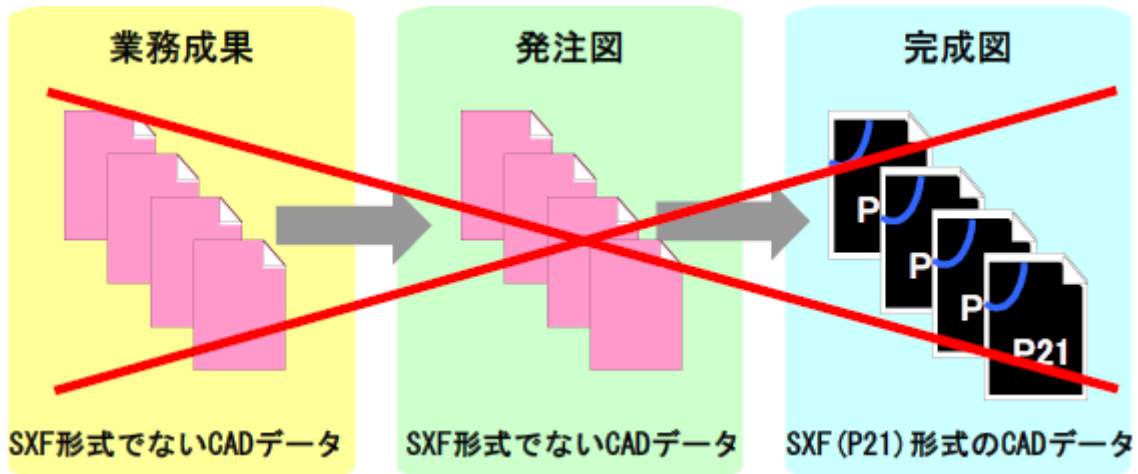 業務成果
発注図
完成図
P
P
P
P21
SXF形式でないCADデータ
SXF形式でないCADデータ
SXF(P21)形式のCADデータ